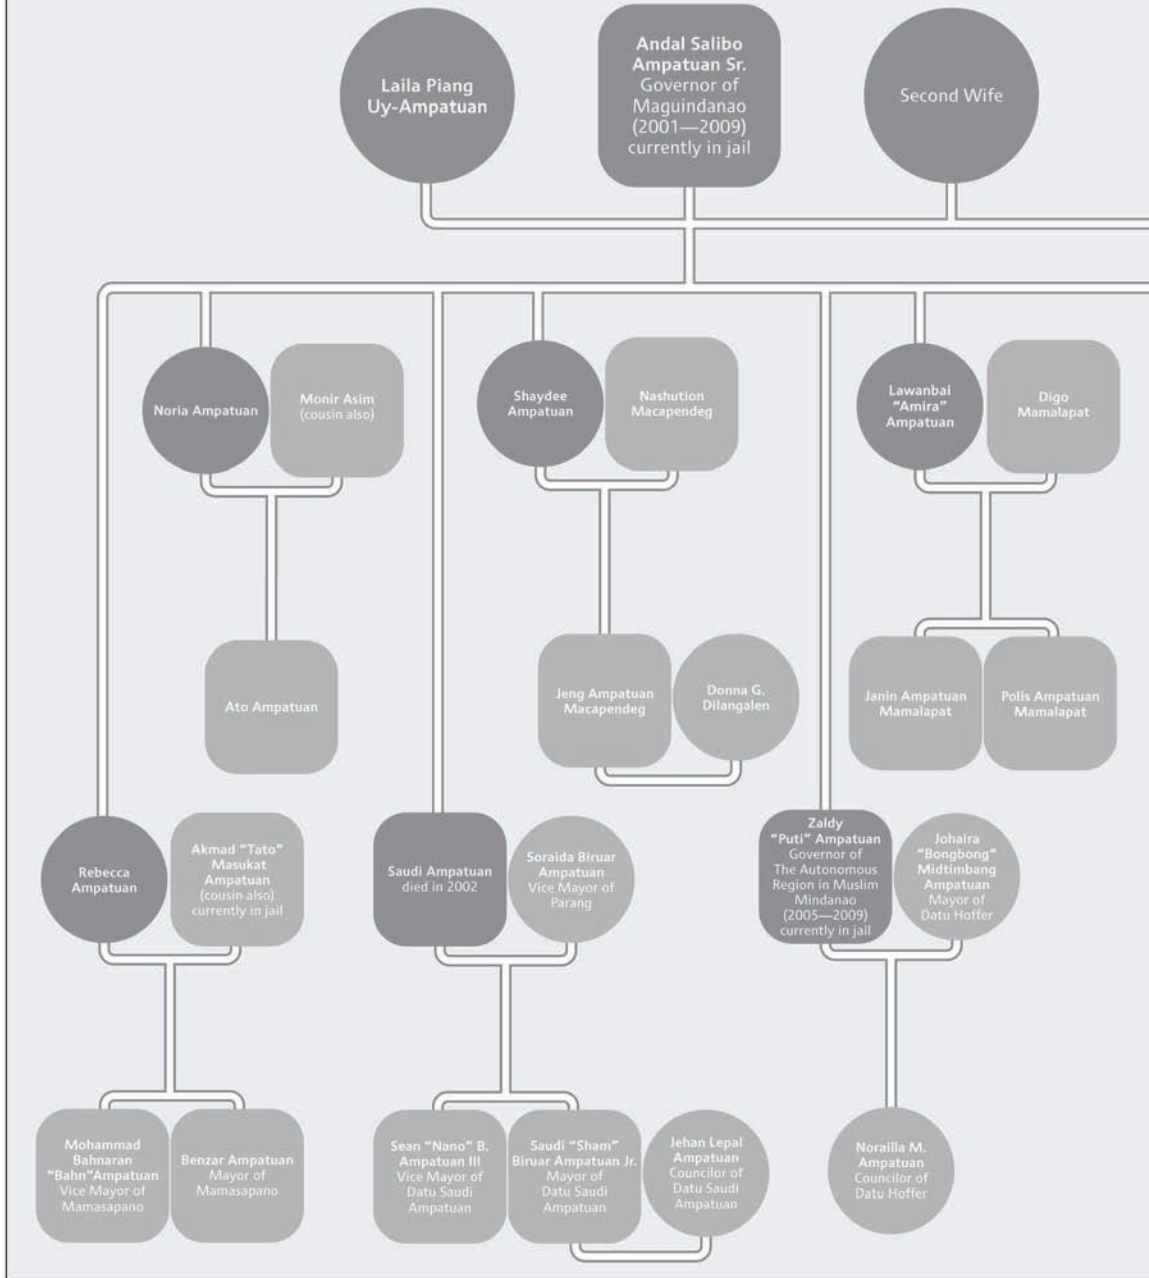 Laila Piang
Uy-Ampatuan
Andal Salibo
Ampatuan Sr.
Governor of
Maguindanao
(2001—2009)
currently in jail
Second Wife
Noria Ampatuan
Monir Asim
(cousin also)
Shaydee
Ampatuan
Nashution
Macapendeg
Lawanbai
"Amira"
Ampatuan
Digo
Mamalapat
Ato Ampatuan
Jeng Ampatuan
Macapendeg
Donna G.
Dilangalen
Janin Ampatuan
Mamalapat
Polis Ampatuan
Mamalapat
Rebecca
Ampatuan
Akmad "Tato"
Masukat
Ampatuan
(cousin also)
currently in jail
Saudi Ampatuan
died in 2002
Soraida Biruar
Ampatuan
Vice Mayor of
Parang
Zaldy
"Puti" Ampatuan
Governor of
The Autonomous
Region in Muslim
Mindanao
(2005—2009)
currently in jail
Johaira
"Bongbong"
Midtimbang
Ampatuan
Mayor of
Datu Hoffer
Mohammad
Bahnaran
"Bahn"Ampatuan
Vice Mayor of
Mamasapano
Benzar Ampatuan
Mayor of
Mamasapano
Sean "Nano" B.
Ampatuan III
Vice Mayor of
Datu Saudi
Ampatuan
Saudi "Sham"
Biruar Ampatuan Jr.
Mayor of
Datu Saudi
Ampatuan
Jehan Lepal
Ampatuan
Councilor of
Datu Saudi
Ampatuan
Norailla M.
Ampatuan
Councilor of
Datu Hoffer